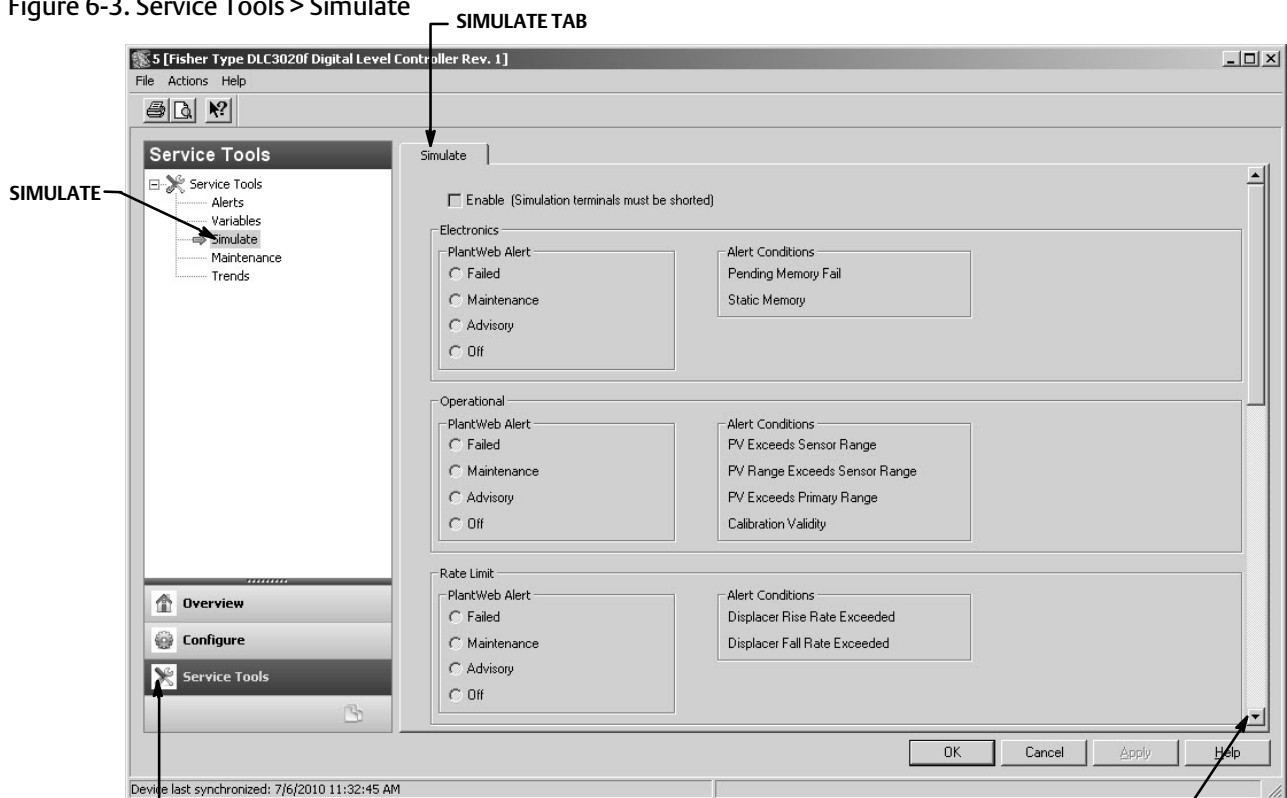 Figure 6-3. Service Tools > Simulate
SIMULATE TAB
5 [Fisher Type DLC3020f Digital Level Controller Rev. 1]
File Actions Help
Service Tools
Simulate
SIMULATE
Service Tools
Alerts
Variables
Simulate
Maintenance
Trends
Enable (Simulation terminals must be shorted)
Electronics
PlantWeb Alert
Failed
Maintenance
Advisory
Off
Alert Conditions
Pending Memory Fail
Static Memory
Operational
PlantWeb Alert
Failed
Maintenance
Advisory
Off
Alert Conditions
PV Exceeds Sensor Range
PV Range Exceeds Sensor Range
PV Exceeds Primary Range
Calibration Validity
Rate Limit
PlantWeb Alert
Failed
Maintenance
Advisory
Off
Alert Conditions
Displacer Rise Rate Exceeded
Displacer Fall Rate Exceeded
Overview
Configure
Service Tools
OK Cancel Apply Help
Device last synchronized: 7/6/2010 11:32:45 AM